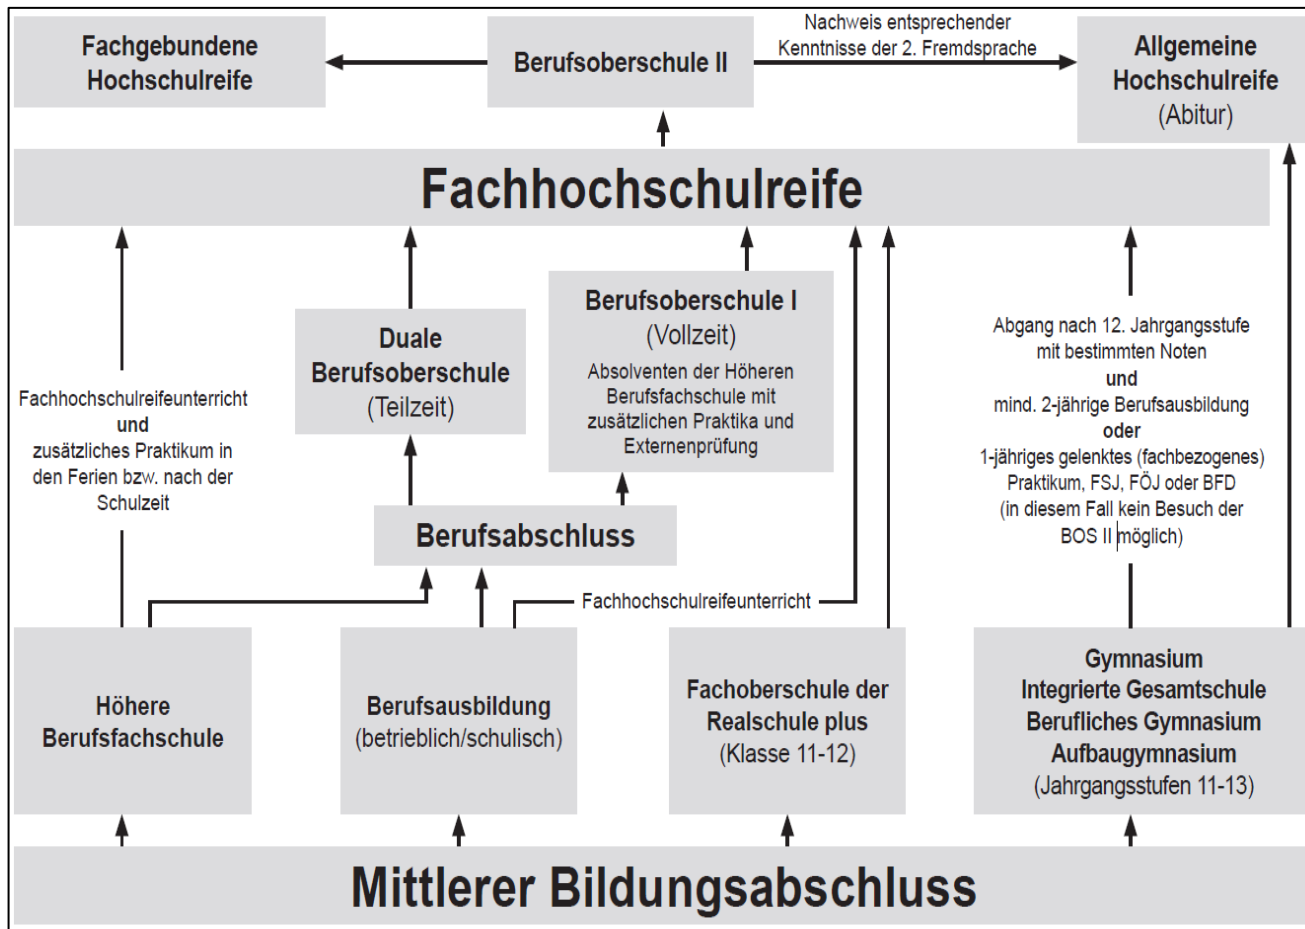 Fachgebundene
Hochschulreife
Berufsoberschule II
Nachweis entsprechender
Kenntnisse der 2. Fremdsprache
Allgemeine
Hochschulreife
(Abitur)
Fachhochschulreife
Fachhochschulreifeunterricht
und
zusätzliches Praktikum in
den Ferien bzw. nach der
Schulzeit
Duale
Berufsoberschule
(Teilzeit)
Berufsoberschule I
(Vollzeit)
Absolventen der Höheren
Berufsfachschule mit
zusätzlichen Praktika und
Externenprüfung
Abgang nach 12. Jahrgangsstufe
mit bestimmten Noten
und
mind. 2-jährige Berufsausbildung
oder
1-jähriges gelenktes (fachbezogenes)
Praktikum, FSJ, FÖJ oder BFD
(in diesem Fall kein Besuch der
BOS II möglich)
Berufsabschluss
Fachhochschulreifeunterricht
Höhere
Berufsfachschule
Berufsausbildung
(betrieblich/schulisch)
Fachoberschule der
Realschule plus
(Klasse 11-12)
Gymnasium
Integrierte Gesamtschule
Berufliches Gymnasium
Aufbaugymnasium
(Jahrgangsstufen 11-13)
Mittlerer Bildungsabschluss